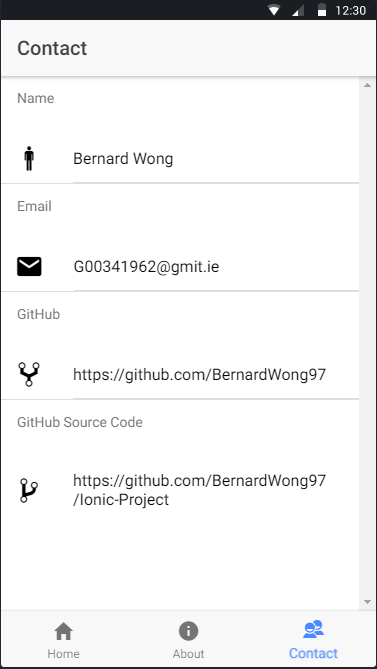 12:30
Contact
Name
Bernard Wong
Email
G00341962@gmit.ie
GitHub
https://github.com/BernardWong97
GitHub Source Code
https://github.com/BernardWong97
/Ionic-Project
Home
About
Contact